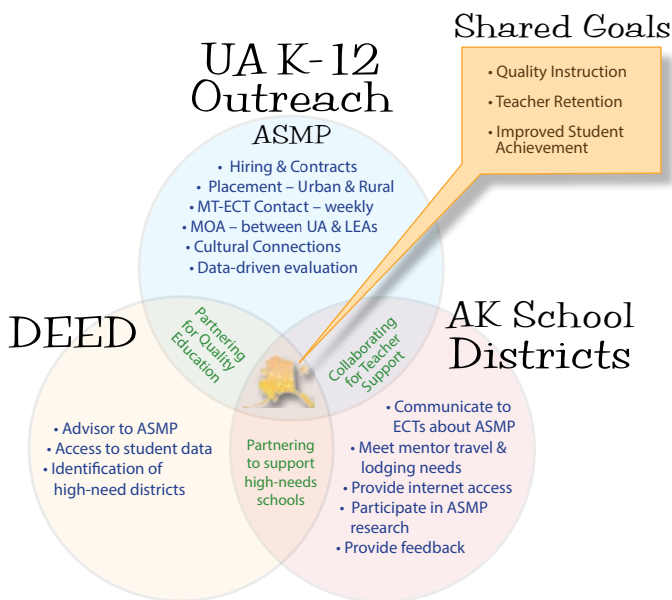 Shared Goals
• Quality Instruction
• Teacher Retention
• Improved Student
Achievement
UA K-12
Outreach
ASMP
• Hiring & Contracts
• Placement – Urban & Rural
• MT-ECT Contact – weekly
• MOA – between UA & LEAs
• Cultural Connections
• Data-driven evaluation
DEED
Partnering
for Quality
Education
Collaborating
for Teacher
Support
AK School
Districts
• Advisor to ASMP
• Access to student data
• Identification of
high-need districts
Partnering
to support
high-needs
schools
• Communicate to
ECTs about ASMP
• Meet mentor travel &
lodging needs
• Provide internet access
• Participate in ASMP
research
• Provide feedback